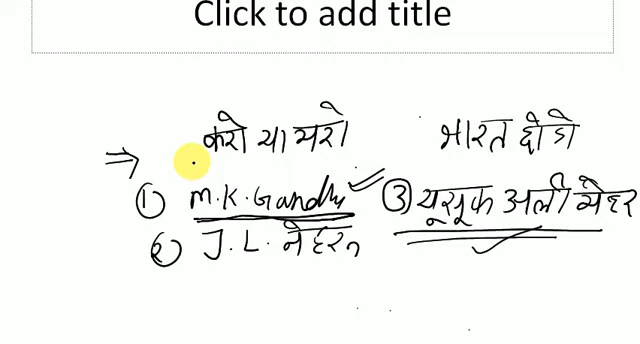 Click to add title
⇒ करो या मरो भारत छोडो
① M.K.Gandhi ✓ ③ यूसूफ अली मेहर
② J.L. नेहरू ✓